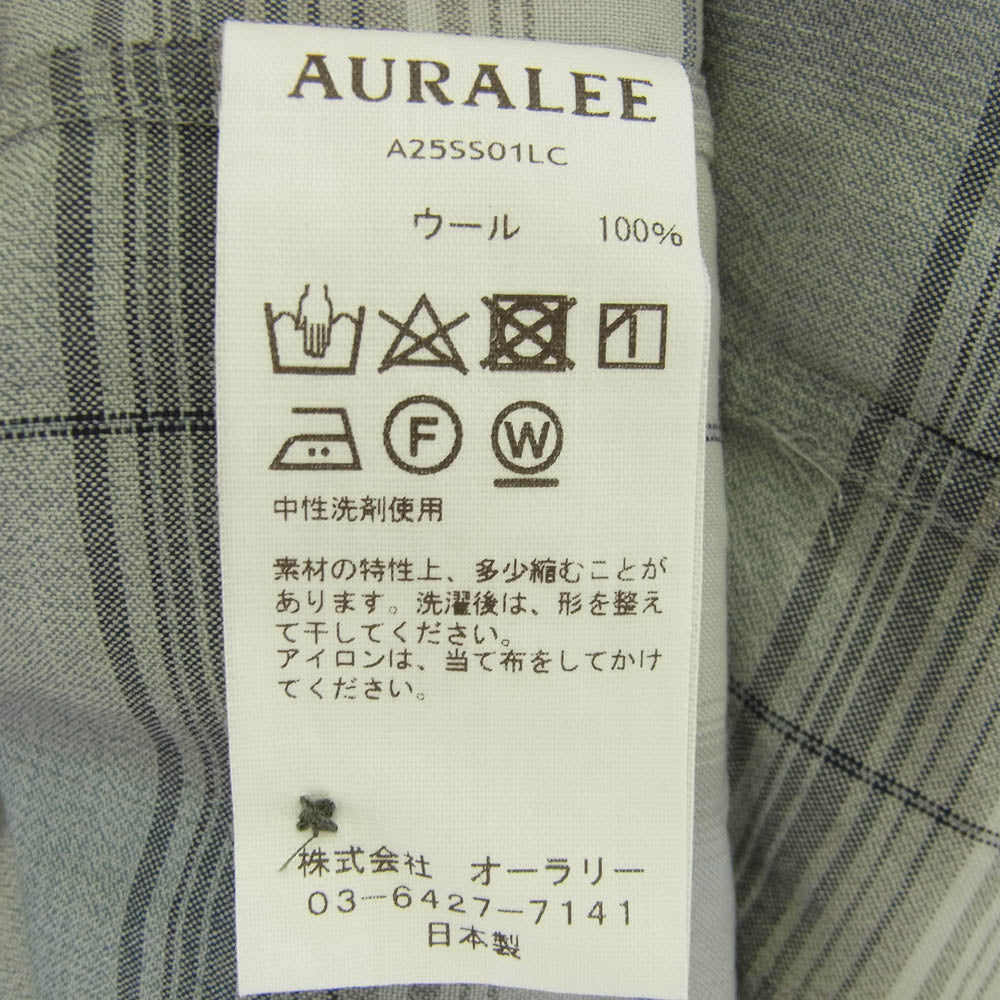 AURALEE
A25SS01LC
ウール 100%
F W
中性洗剤使用
素材の特性上、多少縮むことが
あります。洗濯後は、形を整え
て干してください。
アイロンは、当て布をしてかけ
てください。
株式会社 オーラリー
03-6427-7141
日本製